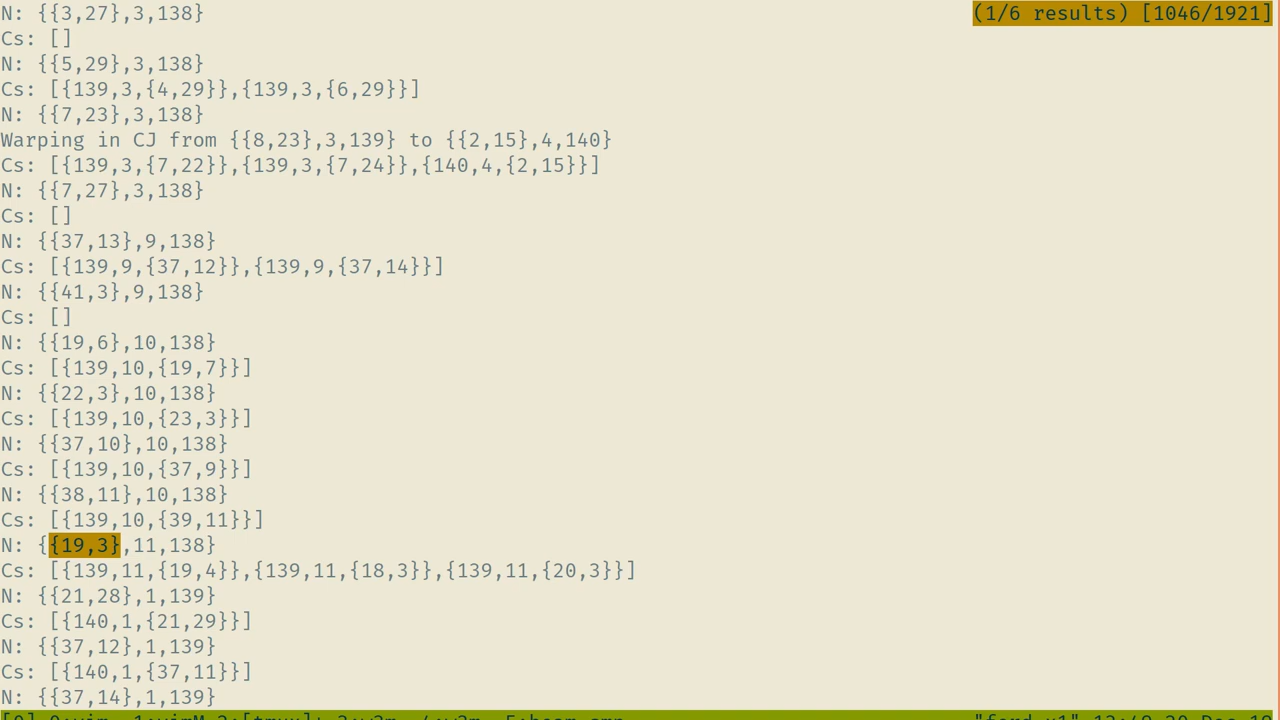 N: {{3,27},3,138} (1/6 results) [1046/1921]
Cs: []
N: {{5,29},3,138}
Cs: [{139,3,{4,29}},{139,3,{6,29}}]
N: {{7,23},3,138}
Warping in CJ from {{8,23},3,139} to {{2,15},4,140}
Cs: [{139,3,{7,22}},{139,3,{7,24}},{140,4,{2,15}}]
N: {{7,27},3,138}
Cs: []
N: {{37,13},9,138}
Cs: [{139,9,{37,12}},{139,9,{37,14}}]
N: {{41,3},9,138}
Cs: []
N: {{19,6},10,138}
Cs: [{139,10,{19,7}}]
N: {{22,3},10,138}
Cs: [{139,10,{23,3}}]
N: {{37,10},10,138}
Cs: [{139,10,{37,9}}]
N: {{38,11},10,138}
Cs: [{139,10,{39,11}}]
N: {{19,3},11,138}
Cs: [{139,11,{19,4}},{139,11,{18,3}},{139,11,{20,3}}]
N: {{21,28},1,139}
Cs: [{140,1,{21,29}}]
N: {{37,12},1,139}
Cs: [{140,1,{37,11}}]
N: {{37,14},1,139}